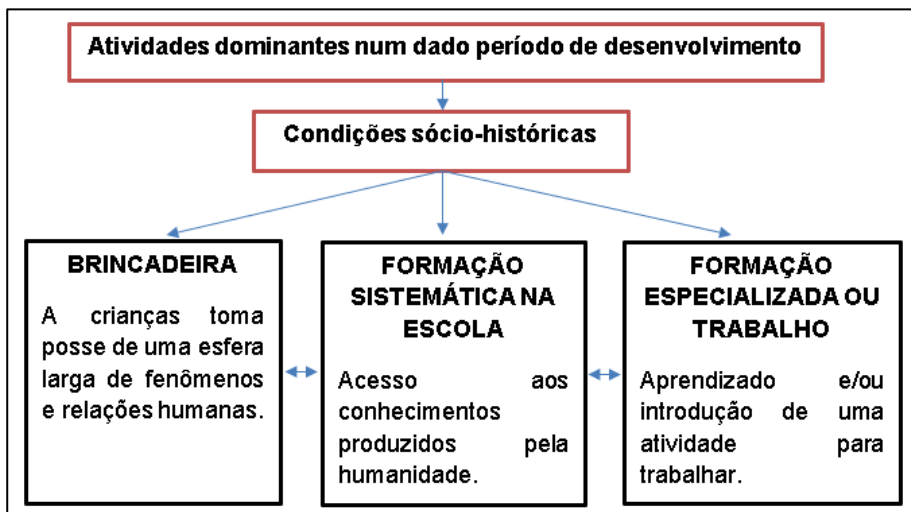 Atividades dominantes num dado período de desenvolvimento
Condições sócio-históricas
BRINCADEIRA
A crianças toma
posse de uma esfera
larga de fenômenos
e relações humanas.
FORMAÇÃO
SISTEMÁTICA NA
ESCOLA
Acesso aos
conhecimentos
produzidos pela
humanidade.
FORMAÇÃO
ESPECIALIZADA OU
TRABALHO
Aprendizado e/ou
introdução de uma
atividade para
trabalhar.